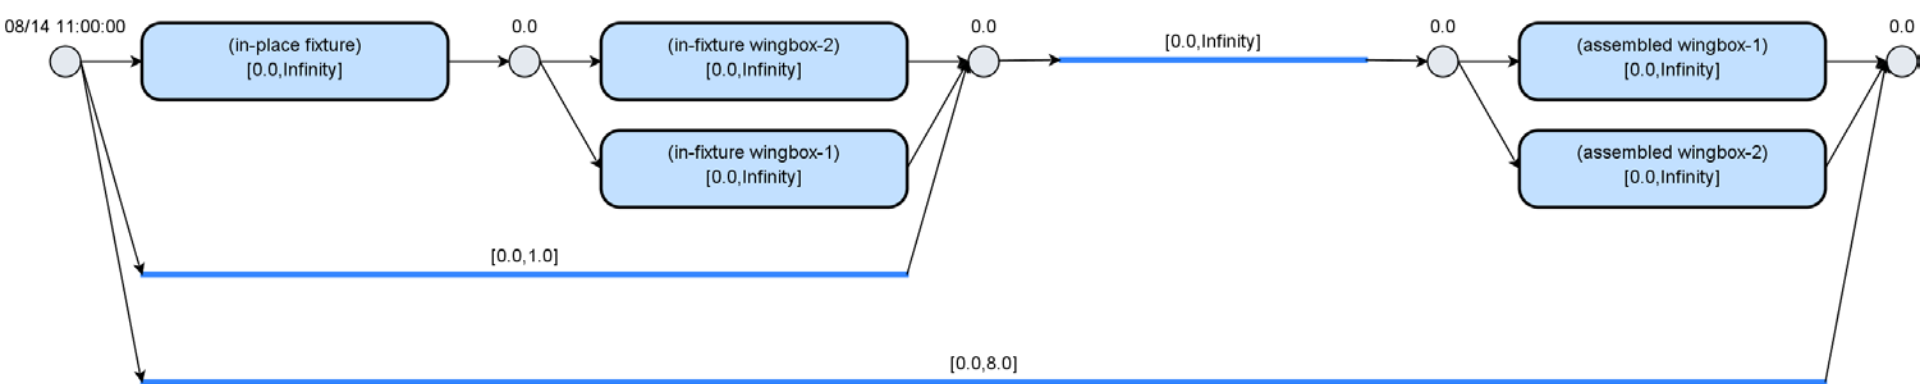 08/14 11:00:00
0.0
0.0
0.0
0.0
(in-place fixture)
[0.0,Infinity]
(in-fixture wingbox-2)
[0.0,Infinity]
[0.0,Infinity]
(assembled wingbox-1)
[0.0,Infinity]
(in-fixture wingbox-1)
[0.0,Infinity]
(assembled wingbox-2)
[0.0,Infinity]
[0.0,1.0]
[0.0,8.0]